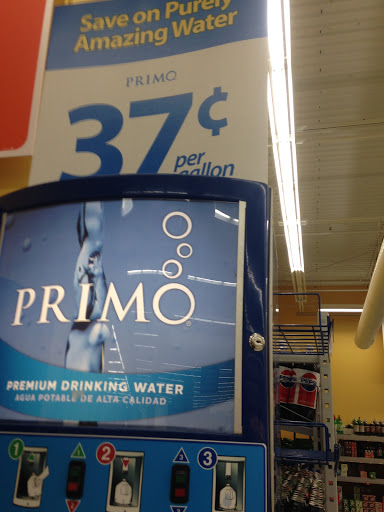 Save on Purely
Amazing Water
PRIMO
37¢
per
gallon
PRIMO
PREMIUM DRINKING WATER
AGUA POTABLE DE ALTA CALIDAD
1 2 3